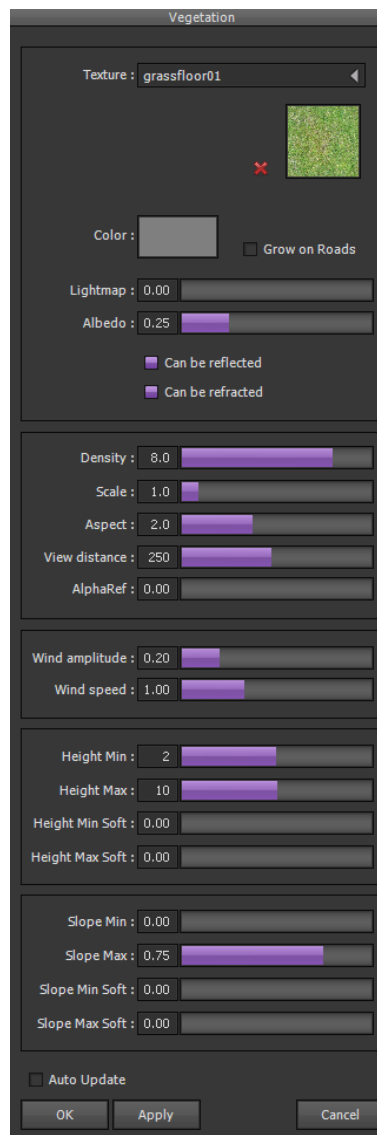 Vegetation
Texture : grassfloor01
Color :
Grow on Roads
Lightmap : 0.00
Albedo : 0.25
Can be reflected
Can be refracted
Density : 8.0
Scale : 1.0
Aspect : 2.0
View distance : 250
AlphaRef : 0.00
Wind amplitude : 0.20
Wind speed : 1.00
Height Min : 2
Height Max : 10
Height Min Soft : 0.00
Height Max Soft : 0.00
Slope Min : 0.00
Slope Max : 0.75
Slope Min Soft : 0.00
Slope Max Soft : 0.00
Auto Update
OK Apply Cancel